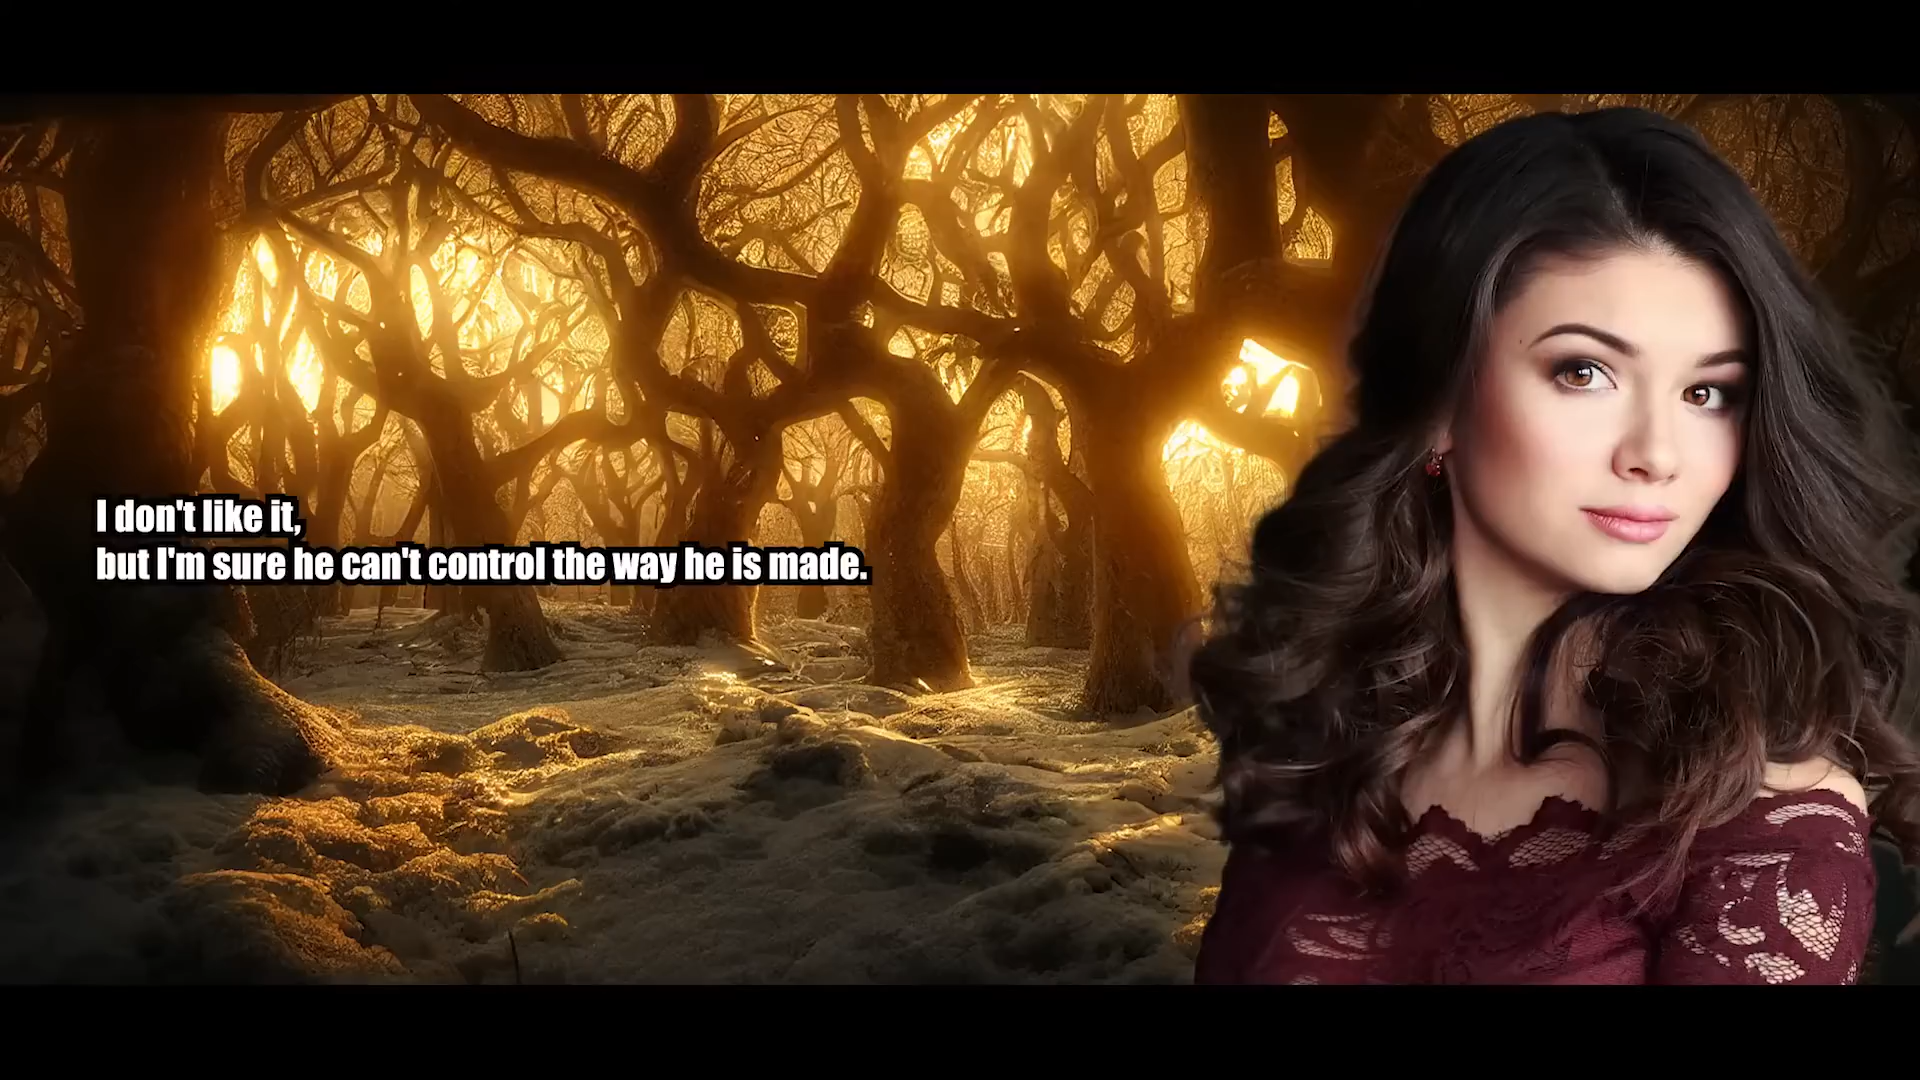 I don't like it,
but I'm sure he can't control the way he is made.